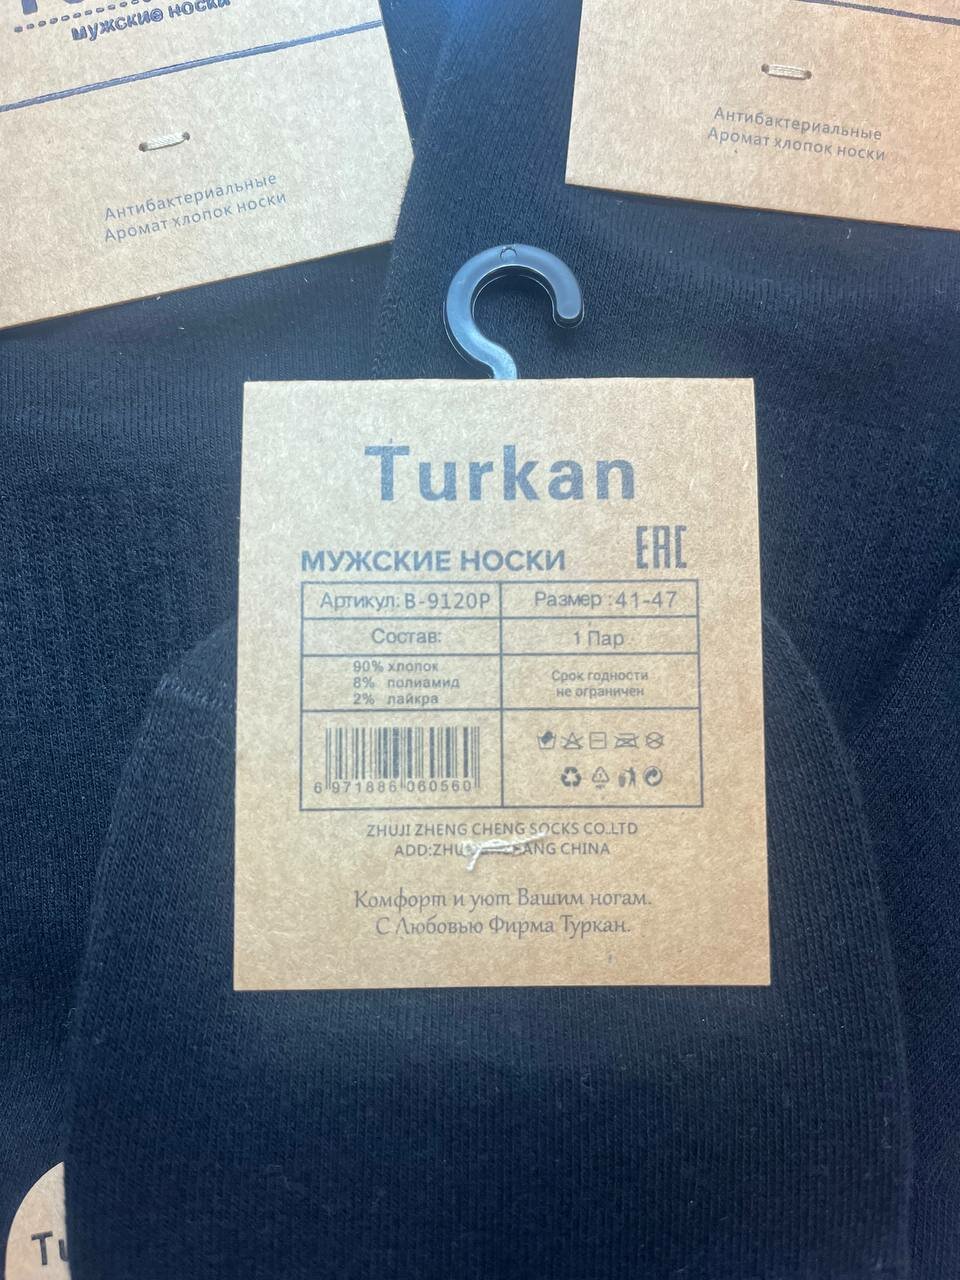 мужские носки
Антибактериальные
Аромат хлопок носки
Антибактериальные
Аромат хлопок носки
Turkan
МУЖСКИЕ НОСКИ
EAC
Артикул: B-9120P
Размер :41-47
Состав:
1 Пар
90% хлопок
8% полиамид
2% лайкра
Срок годности
не ограничен
6 971886 060560
ZHUJI ZHENG CHENG SOCKS CO.LTD
CHINA
Комфорт и уют Вашим ногам.
С Любовью Фирма Туркан.